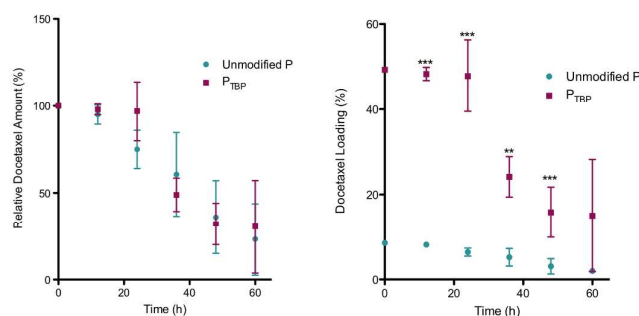 150
100
50
0
0
20
40
60
Relative Docetaxel Amount (%)
Time (h)
Unmodified P
P_TBP
60
40
20
0
0
20
40
60
Docetaxel Loading (%)
Time (h)
***
***
**
***
Unmodified P
P_TBP